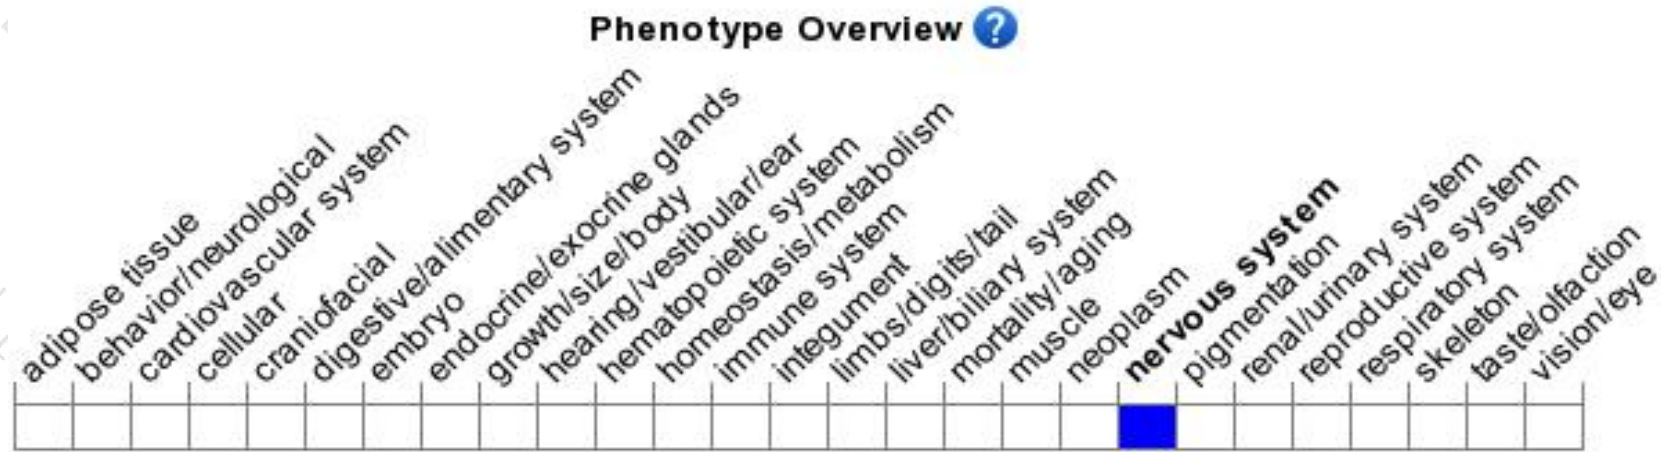 Phenotype Overview ?
adipose tissue
behavior/neurological
cardiovascular system
cellular
craniofacial
digestive/alimentary system
embryo
endocrine/exocrine glands
growth/size/body
hearing/vestibular/ear
hematopoietic system
homeostasis/metabolism
immune system
integument
limbs/digits/tail
liver/biliary system
mortality/aging
muscle
neoplasm
nervous system
pigmentation
renal/urinary system
reproductive system
respiratory system
skeleton
taste/olfaction
vision/eye